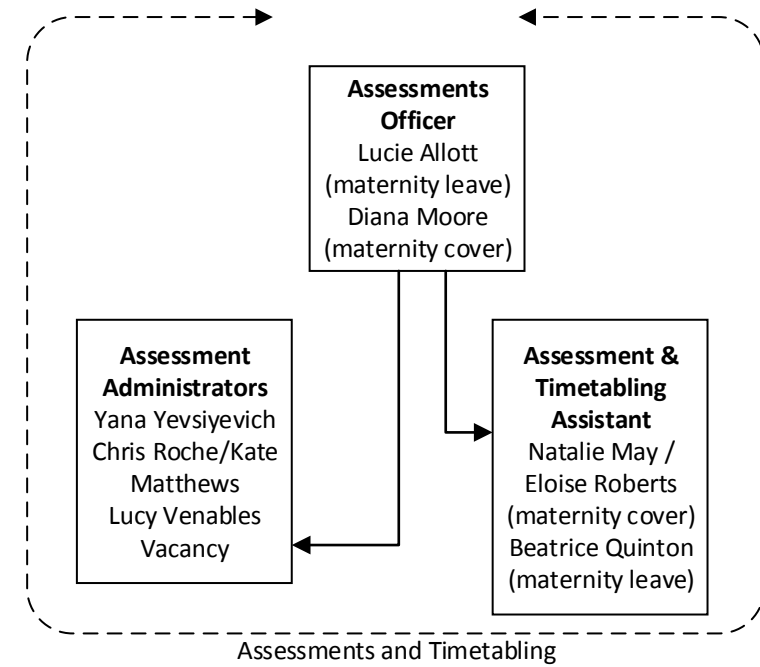 Assessments
Officer
Lucie Allott
(maternity leave)
Diana Moore
(maternity cover)
Assessment
Administrators
Yana Yevsiyevich
Chris Roche/Kate
Matthews
Lucy Venables
Vacancy
Assessment &
Timetabling
Assistant
Natalie May /
Eloise Roberts
(maternity cover)
Beatrice Quinton
(maternity leave)
Assessments and Timetabling